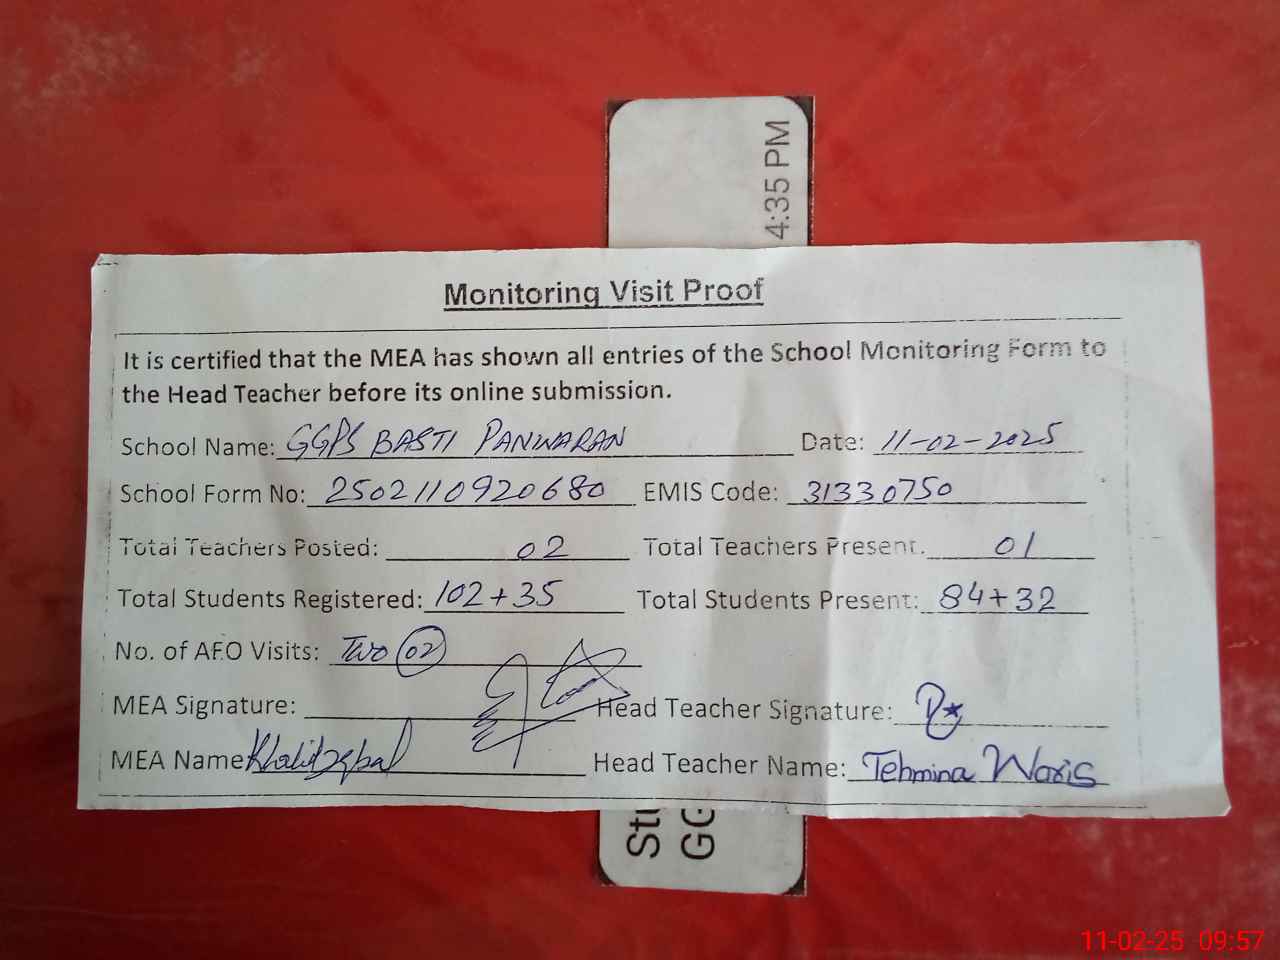 4:35 PM
Monitoring Visit Proof
It is certified that the MEA has shown all entries of the School Monitoring Form to
the Head Teacher before its online submission.
School Name: GGPS BASTI PANWARAN Date: 11-02-2025
School Form No: 2502110920680 EMIS Code: 31330750
Total Teachers Posted: 02 Total Teachers Present: 01
Total Students Registered: 102+35 Total Students Present: 84+32
No. of AEO Visits: Two 02
MEA Signature: Head Teacher Signature:
MEA Name Khalid Iqbal Head Teacher Name: Tehmina Waris
Stu
GG
11-02-25 09:57